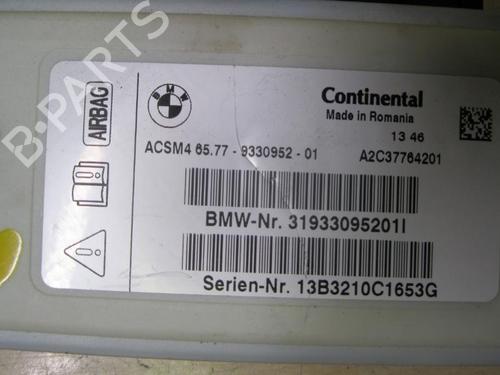 B-PARTS
AIRBAG
BMW
Continental
Made in Romania
13 46
ACSM4 65.77 - 9330952 - 01
A2C37764201
BMW-Nr. 31933095201I
Serien-Nr. 13B3210C1653G